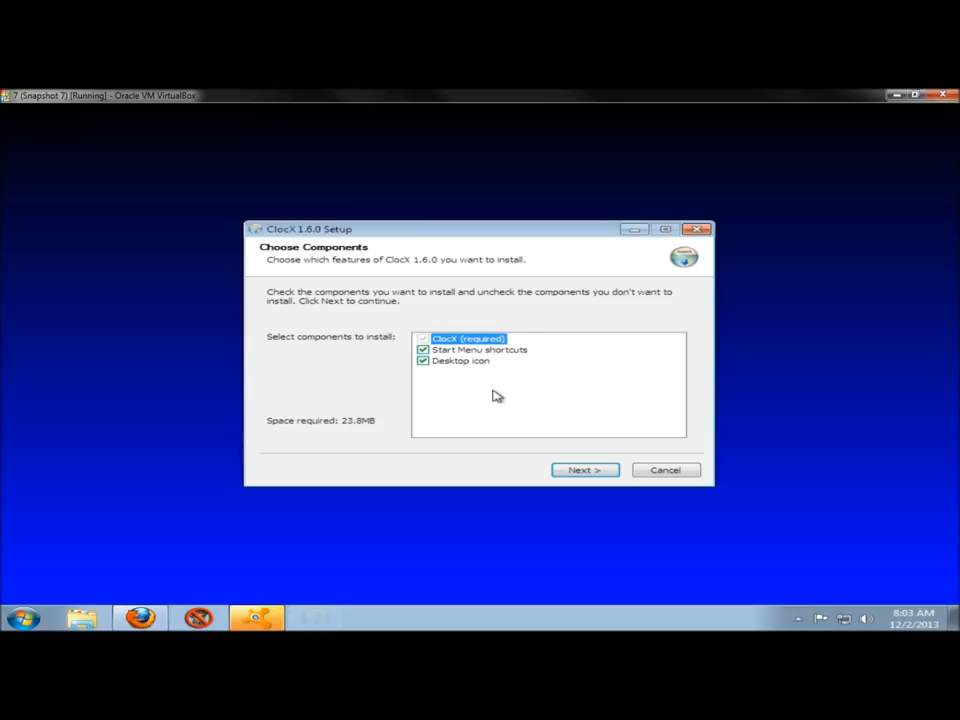 7 (Snapshot 7) [Running] - Oracle VM VirtualBox
ClocX 1.6.0 Setup
Choose Components
Choose which features of ClocX 1.6.0 you want to install.
Check the components you want to install and uncheck the components you don't want to
install. Click Next to continue.
Select components to install:
ClocX (required)
Start Menu shortcuts
Desktop icon
Space required: 23.8MB
Next >
Cancel
8:03 AM
12/2/2013